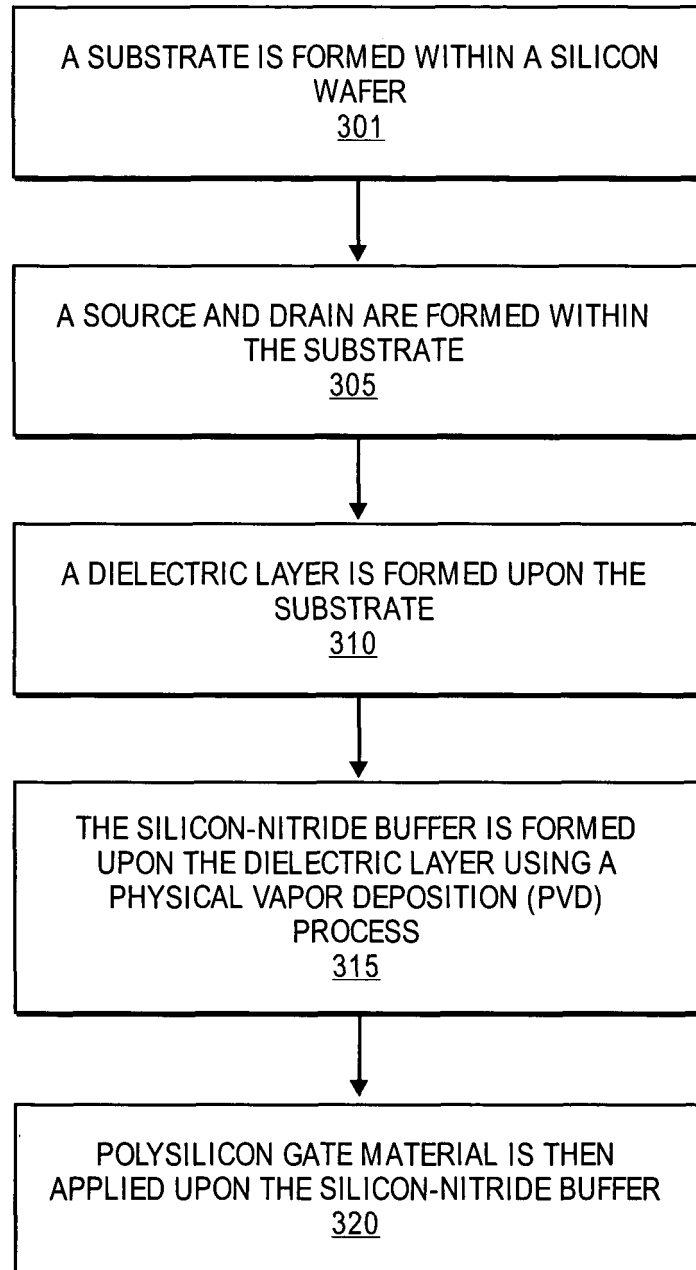 A SUBSTRATE IS FORMED WITHIN A SILICON
WAFER
301
A SOURCE AND DRAIN ARE FORMED WITHIN
THE SUBSTRATE
305
A DIELECTRIC LAYER IS FORMED UPON THE
SUBSTRATE
310
THE SILICON-NITRIDE BUFFER IS FORMED
UPON THE DIELECTRIC LAYER USING A
PHYSICAL VAPOR DEPOSITION (PVD)
PROCESS
315
POLYSILICON GATE MATERIAL IS THEN
APPLIED UPON THE SILICON-NITRIDE BUFFER
320